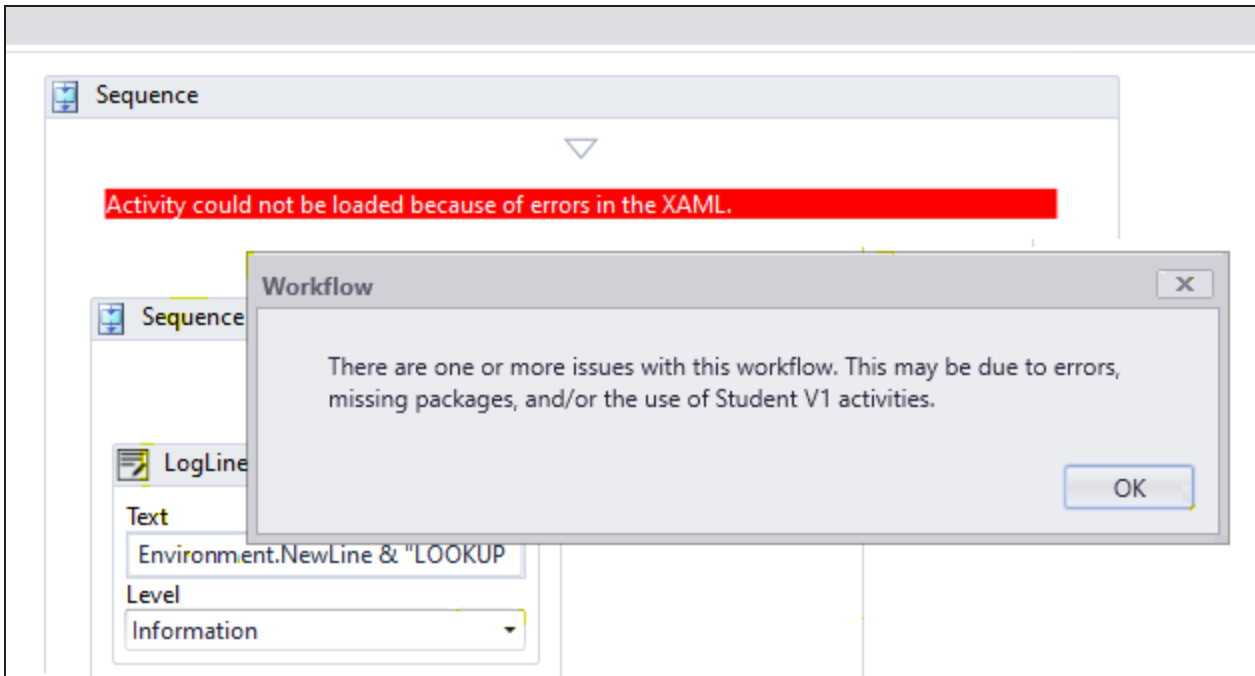 Sequence
Activity could not be loaded because of errors in the XAML.
Workflow
There are one or more issues with this workflow. This may be due to errors,
missing packages, and/or the use of Student V1 activities.
OK
Sequence
LogLine
Text
Environment.NewLine & "LOOKUP
Level
Information